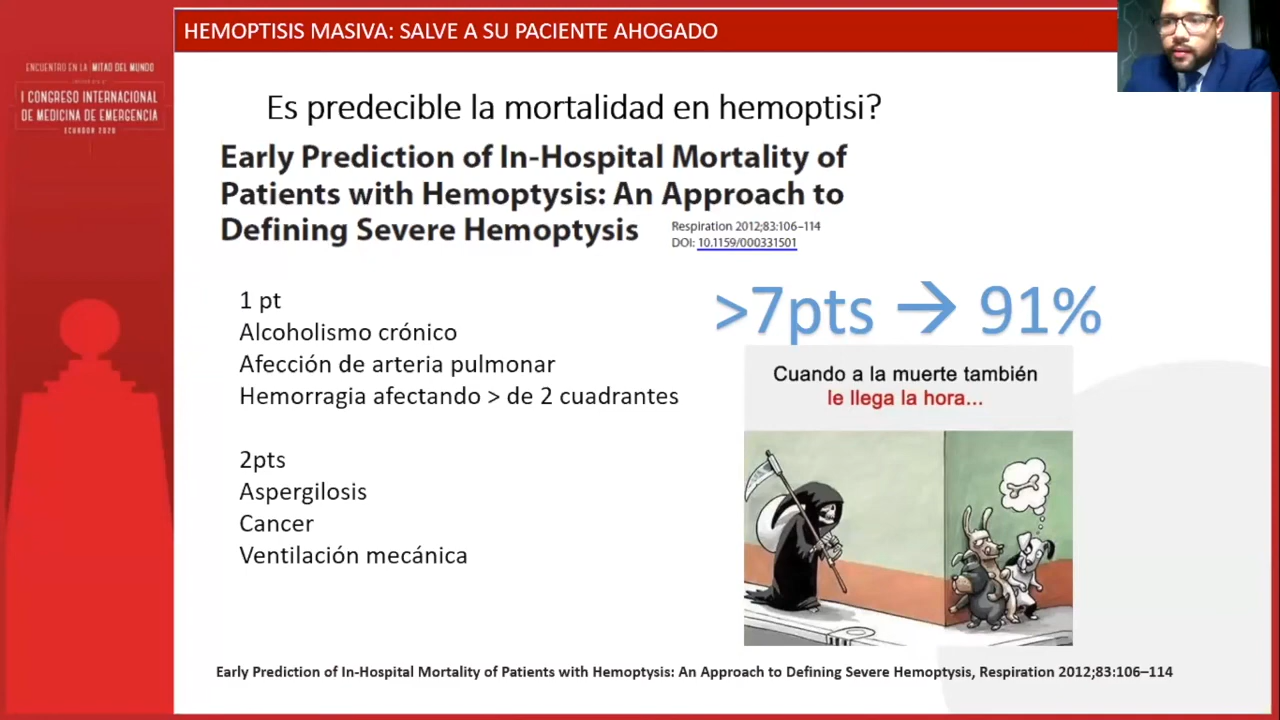 HEMOPTISIS MASIVA: SALVE A SU PACIENTE AHOGADO
ENCUENTRO EN LA MITAD DEL MUNDO
I CONGRESO INTERNACIONAL
DE MEDICINA DE EMERGENCIA
ECUADOR 2020
Es predecible la mortalidad en hemoptisi?
Early Prediction of In-Hospital Mortality of
Patients with Hemoptysis: An Approach to
Defining Severe Hemoptysis
Respiration 2012;83:106–114
DOI: 10.1159/000331501
1 pt
Alcoholismo crónico
Afección de arteria pulmonar
Hemorragia afectando > de 2 cuadrantes
2pts
Aspergilosis
Cancer
Ventilación mecánica
>7pts → 91%
Cuando a la muerte también
le llega la hora...
Early Prediction of In-Hospital Mortality of Patients with Hemoptysis: An Approach to Defining Severe Hemoptysis, Respiration 2012;83:106–114